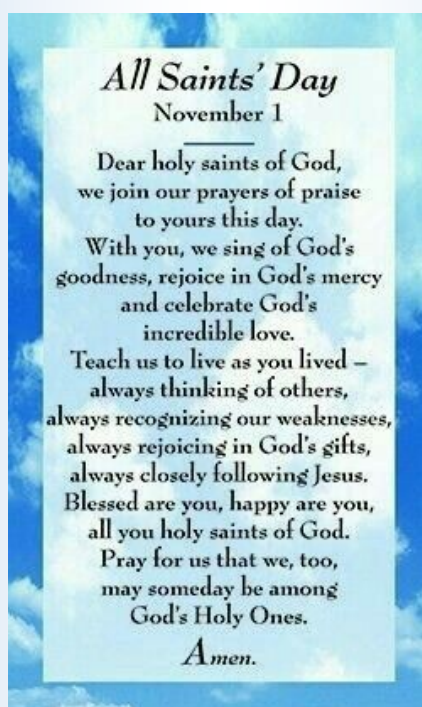 All Saints' Day
November 1
Dear holy saints of God,
we join our prayers of praise
to yours this day.
With you, we sing of God's
goodness, rejoice in God's mercy
and celebrate God's
incredible love.
Teach us to live as you lived –
always thinking of others,
always recognizing our weaknesses,
always rejoicing in God's gifts,
always closely following Jesus.
Blessed are you, happy are you,
all you holy saints of God.
Pray for us that we, too,
may someday be among
God's Holy Ones.
Amen.